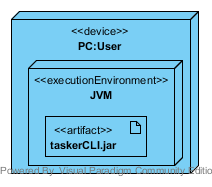 <<device>>
PC:User
<<executionEnvironment>>
JVM
<<artifact>>
taskerCLI.jar
Powered By Visual Paradigm Community Editio